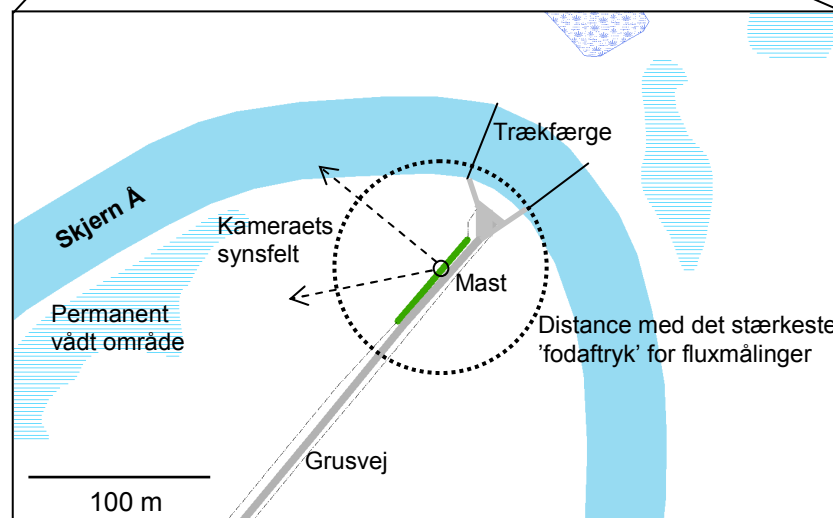 Trækfærge
Skjern Å
Kameraets
synsfelt
Mast
Permanent
vådt område
Distance med det stærkeste
’fodaftryk’ for fluxmålinger
Grusvej
100 m